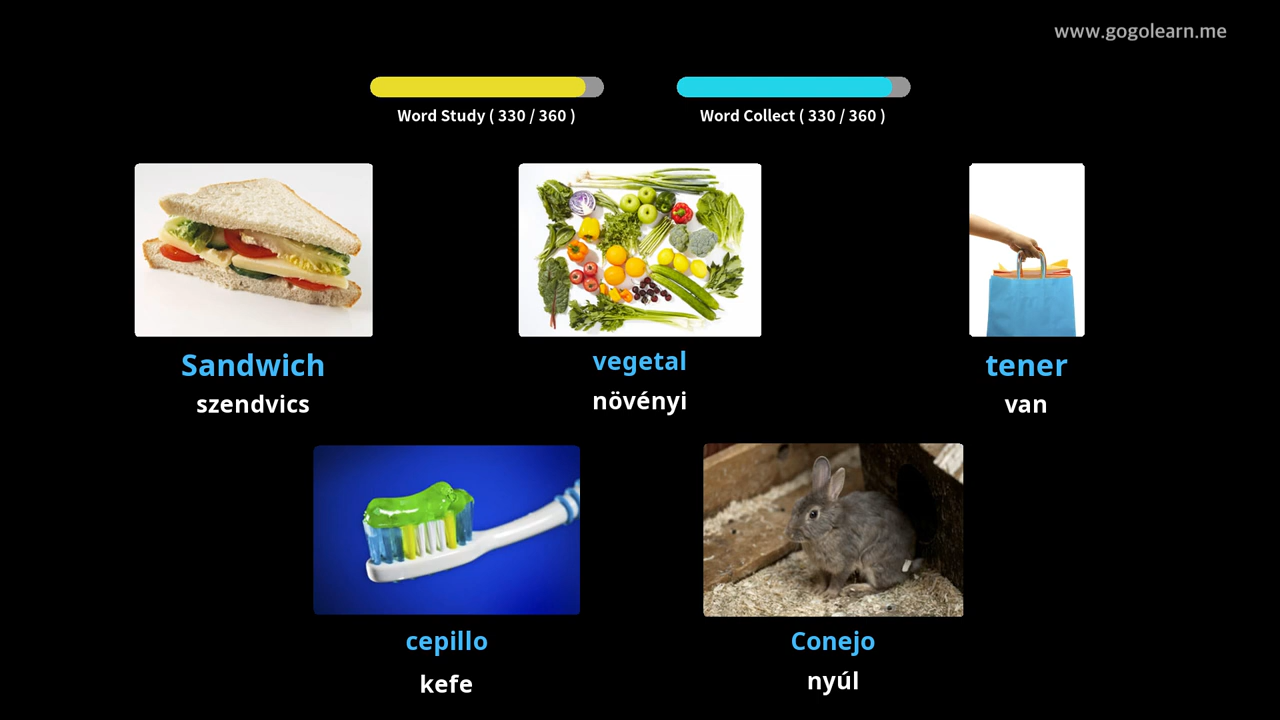 www.gogolearn.me
Word Study ( 330 / 360 )
Word Collect ( 330 / 360 )
Sandwich
szendvics
vegetal
növényi
tener
van
cepillo
kefe
Conejo
nyúl